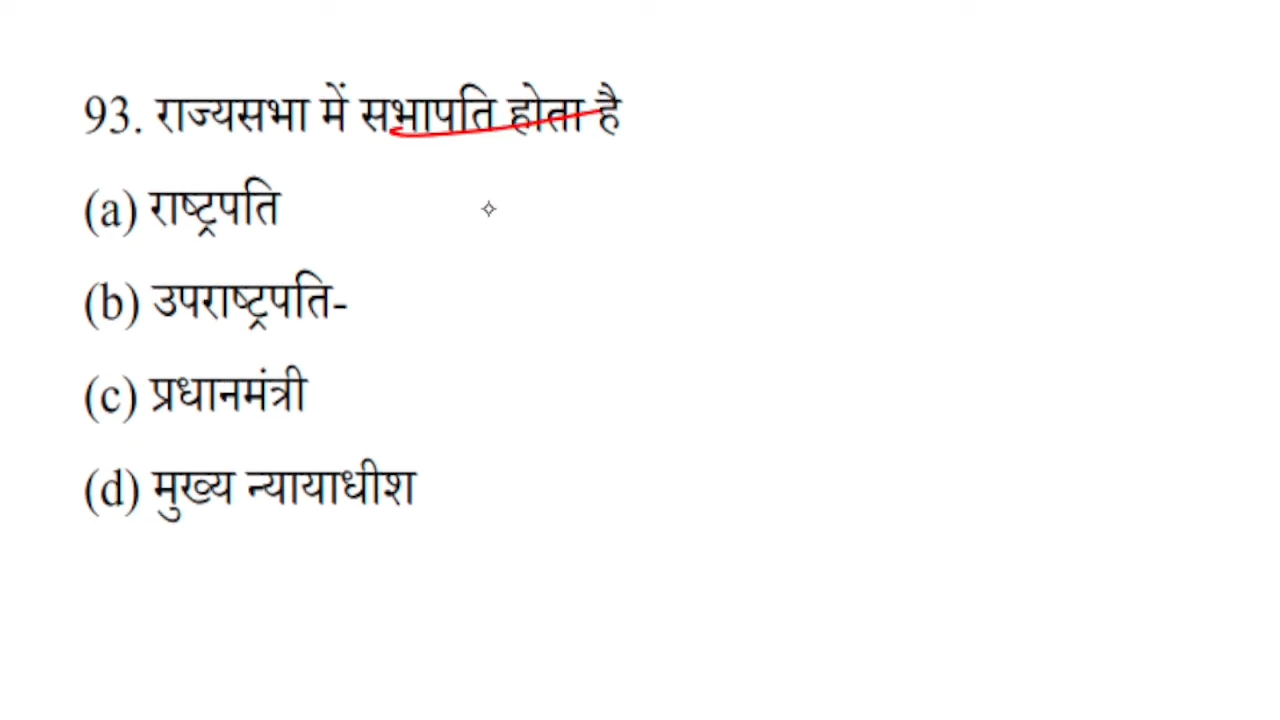 93. राज्यसभा में सभापति होता है
(a) राष्ट्रपति
(b) उपराष्ट्रपति-
(c) प्रधानमंत्री
(d) मुख्य न्यायाधीश